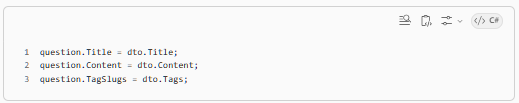 </> C#
1 question.Title = dto.Title;
2 question.Content = dto.Content;
3 question.TagSlugs = dto.Tags;